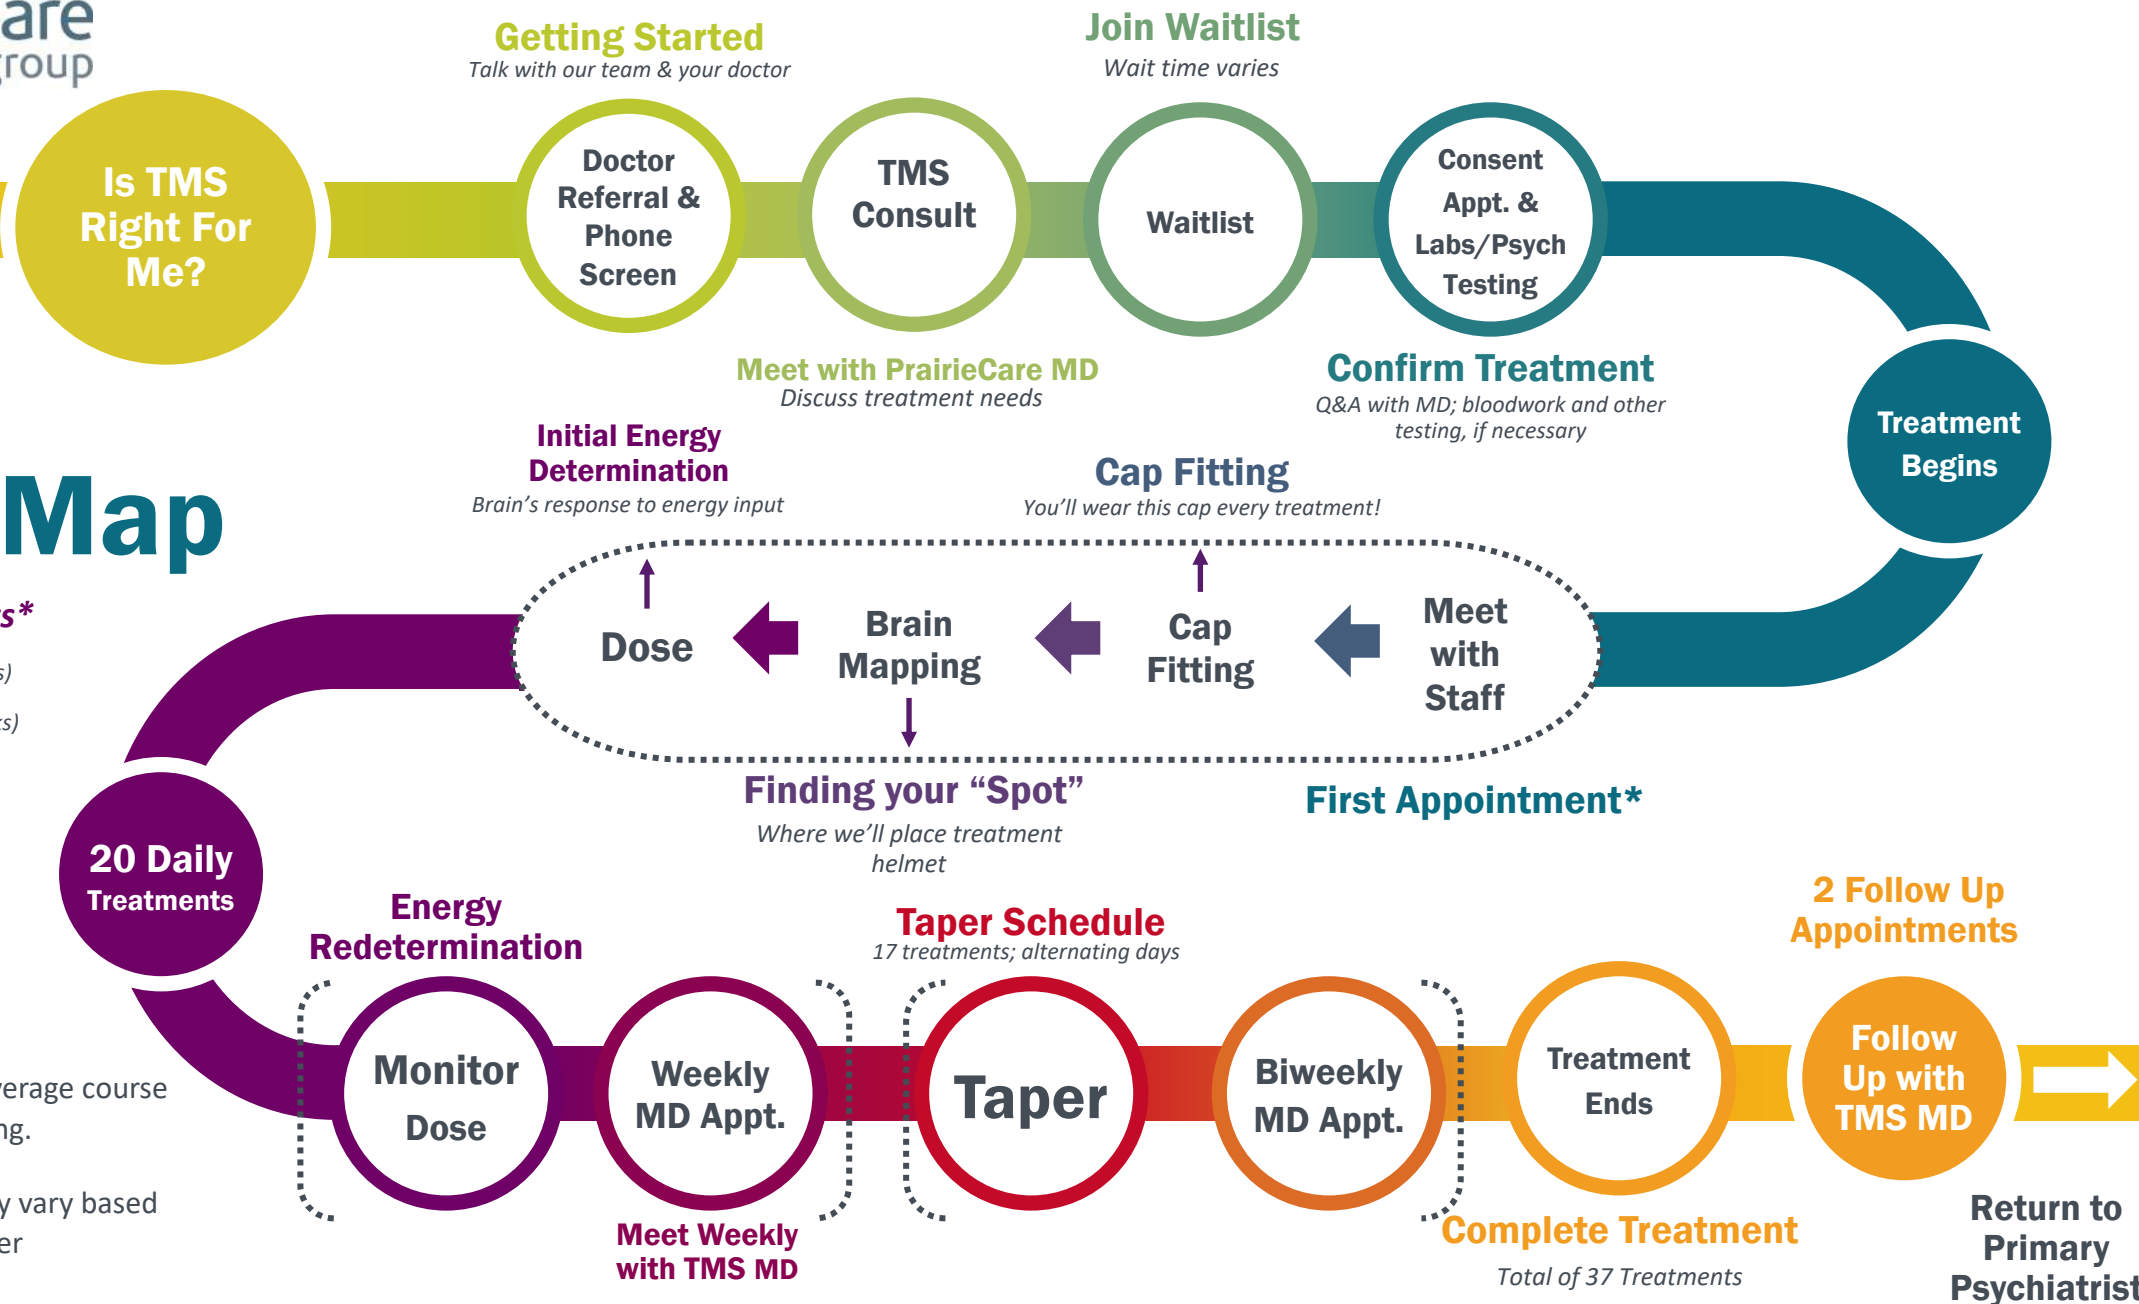 are
roup
Getting Started
Talk with our team & your doctor
Join Waitlist
Wait time varies
Is TMS
Right For
Me?
Doctor
Referral &
Phone
Screen
TMS
Consult
Waitlist
Consent
Appt. &
Labs/Psych
Testing
Meet with PrairieCare MD
Discuss treatment needs
Confirm Treatment
Q&A with MD; bloodwork and other
testing, if necessary
Treatment
Begins
Map
Initial Energy
Determination
Brain's response to energy input
Cap Fitting
You'll wear this cap every treatment!
s*
s)
ks)
Dose
Brain
Mapping
Cap
Fitting
Meet
with
Staff
Finding your “Spot”
Where we'll place treatment
helmet
First Appointment*
20 Daily
Treatments
Energy
Redetermination
Taper Schedule
17 treatments; alternating days
2 Follow Up
Appointments
Monitor
Dose
Weekly
MD Appt.
Taper
Biweekly
MD Appt.
Treatment
Ends
Follow
Up with
TMS MD
verage course
ng.
y vary based
er
Meet Weekly
with TMS MD
Complete Treatment
Total of 37 Treatments
Return to
Primary
Psychiatrist